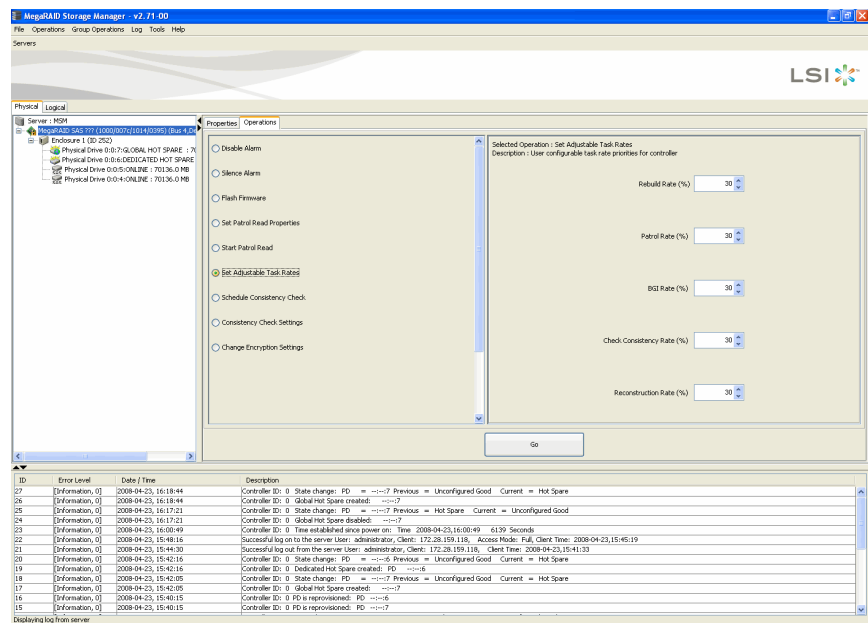 MegaRAID Storage Manager - v2.71-00
File Operations Group Operations Log Tools Help
Servers
LSI
Physical Logical
Server : MSM
MegaRAID SAS ??? (1000/007c/1014/0395) (Bus 4,De
Enclosure 1 (ID 252)
Physical Drive 0:0:7:GLOBAL HOT SPARE : 70
Physical Drive 0:0:6:DEDICATED HOT SPARE
Physical Drive 0:0:5:ONLINE : 70136.0 MB
Physical Drive 0:0:4:ONLINE : 70136.0 MB
Properties Operations
Disable Alarm
Silence Alarm
Flash Firmware
Set Patrol Read Properties
Start Patrol Read
Set Adjustable Task Rates
Schedule Consistency Check
Consistency Check Settings
Change Encryption Settings
Selected Operation : Set Adjustable Task Rates
Description : User configurable task rate priorities for controller
Rebuild Rate (%) 30
Patrol Rate (%) 30
BGI Rate (%) 30
Check Consistency Rate (%) 30
Reconstruction Rate (%) 30
Go
ID Error Level Date / Time Description
27 [Information, 0] 2008-04-23, 16:18:44 Controller ID: 0 State change: PD = --:--:7 Previous = Unconfigured Good Current = Hot Spare
26 [Information, 0] 2008-04-23, 16:18:44 Controller ID: 0 Global Hot Spare created: --:--:7
25 [Information, 0] 2008-04-23, 16:17:21 Controller ID: 0 State change: PD = --:--:7 Previous = Hot Spare Current = Unconfigured Good
24 [Information, 0] 2008-04-23, 16:17:21 Controller ID: 0 Global Hot Spare disabled: --:--:7
23 [Information, 0] 2008-04-23, 16:00:49 Controller ID: 0 Time established since power on: Time 2008-04-23,16:00:49 6139 Seconds
22 [Information, 0] 2008-04-23, 15:48:16 Successful log on to the server User: administrator, Client: 172.28.159.118, Access Mode: Full, Client Time: 2008-04-23,15:45:19
21 [Information, 0] 2008-04-23, 15:44:30 Successful log out from the server User: administrator, Client: 172.28.159.118, Client Time: 2008-04-23,15:41:33
20 [Information, 0] 2008-04-23, 15:42:16 Controller ID: 0 State change: PD = --:--:6 Previous = Unconfigured Good Current = Hot Spare
19 [Information, 0] 2008-04-23, 15:42:16 Controller ID: 0 Dedicated Hot Spare created: PD --:--:6
18 [Information, 0] 2008-04-23, 15:42:05 Controller ID: 0 State change: PD = --:--:7 Previous = Unconfigured Good Current = Hot Spare
17 [Information, 0] 2008-04-23, 15:42:05 Controller ID: 0 Global Hot Spare created: --:--:7
16 [Information, 0] 2008-04-23, 15:40:15 Controller ID: 0 PD is reprovisioned: PD --:--:6
15 [Information, 0] 2008-04-23, 15:40:15 Controller ID: 0 PD is reprovisioned: PD --:--:7
Displaying log from server